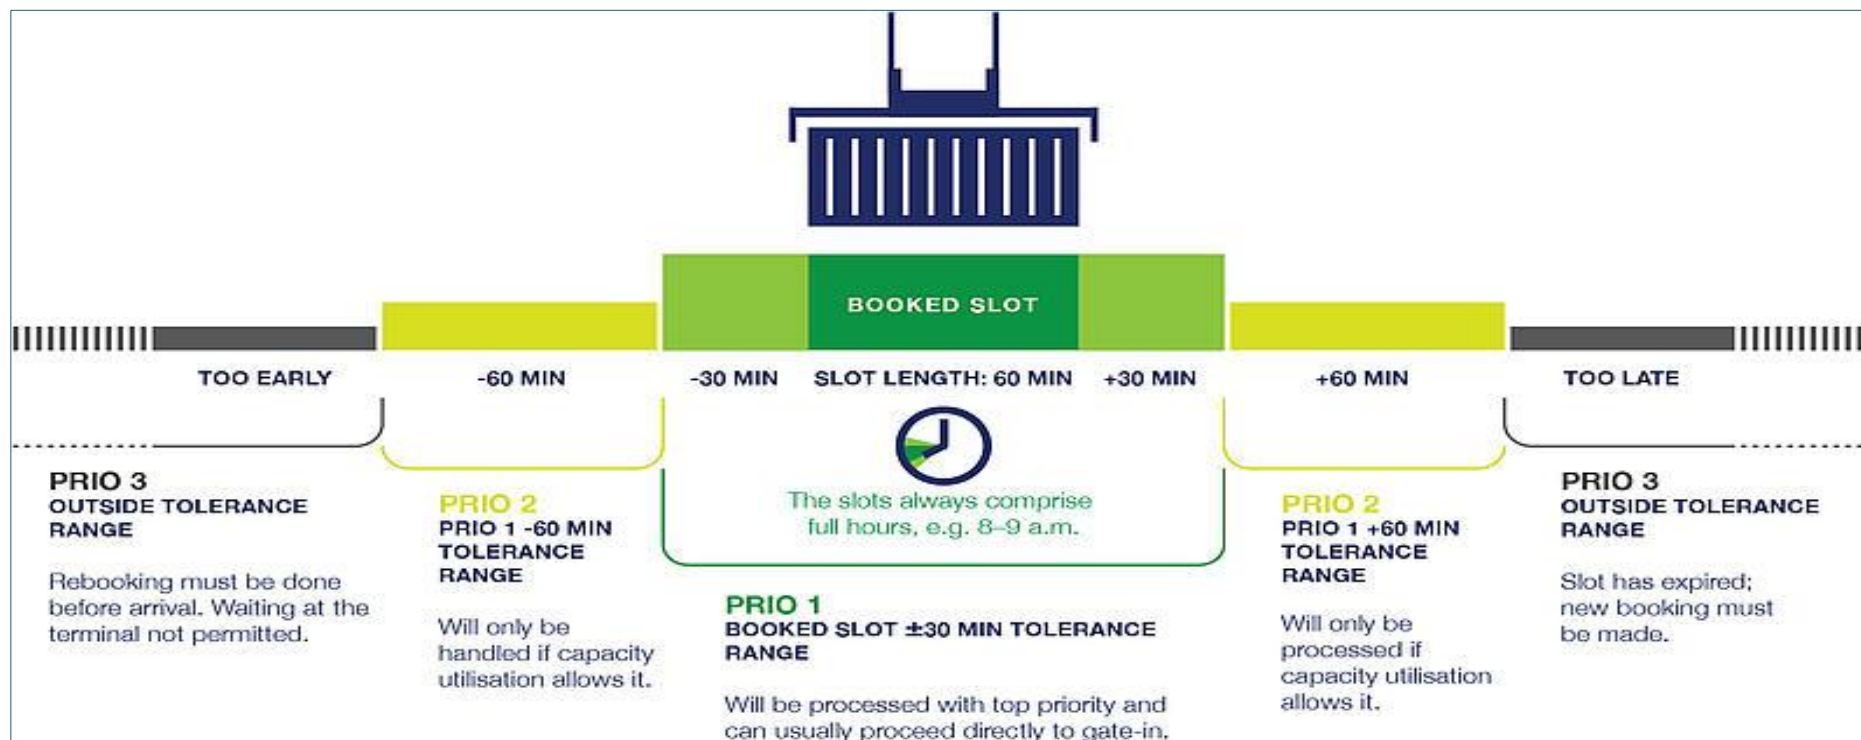 BOOKED SLOT
TOO EARLY
-60 MIN
-30 MIN
SLOT LENGTH: 60 MIN
+30 MIN
+60 MIN
TOO LATE
The slots always comprise
full hours, e.g. 8–9 a.m.
PRIO 3
OUTSIDE TOLERANCE
RANGE
Rebooking must be done
before arrival. Waiting at the
terminal not permitted.
PRIO 2
PRIO 1 -60 MIN
TOLERANCE
RANGE
Will only be
handled if capacity
utilisation allows it.
PRIO 1
BOOKED SLOT ±30 MIN TOLERANCE
RANGE
Will be processed with top priority and
can usually proceed directly to gate-in.
PRIO 2
PRIO 1 +60 MIN
TOLERANCE
RANGE
Will only be
processed if
capacity utilisation
allows it.
PRIO 3
OUTSIDE TOLERANCE
RANGE
Slot has expired;
new booking must
be made.